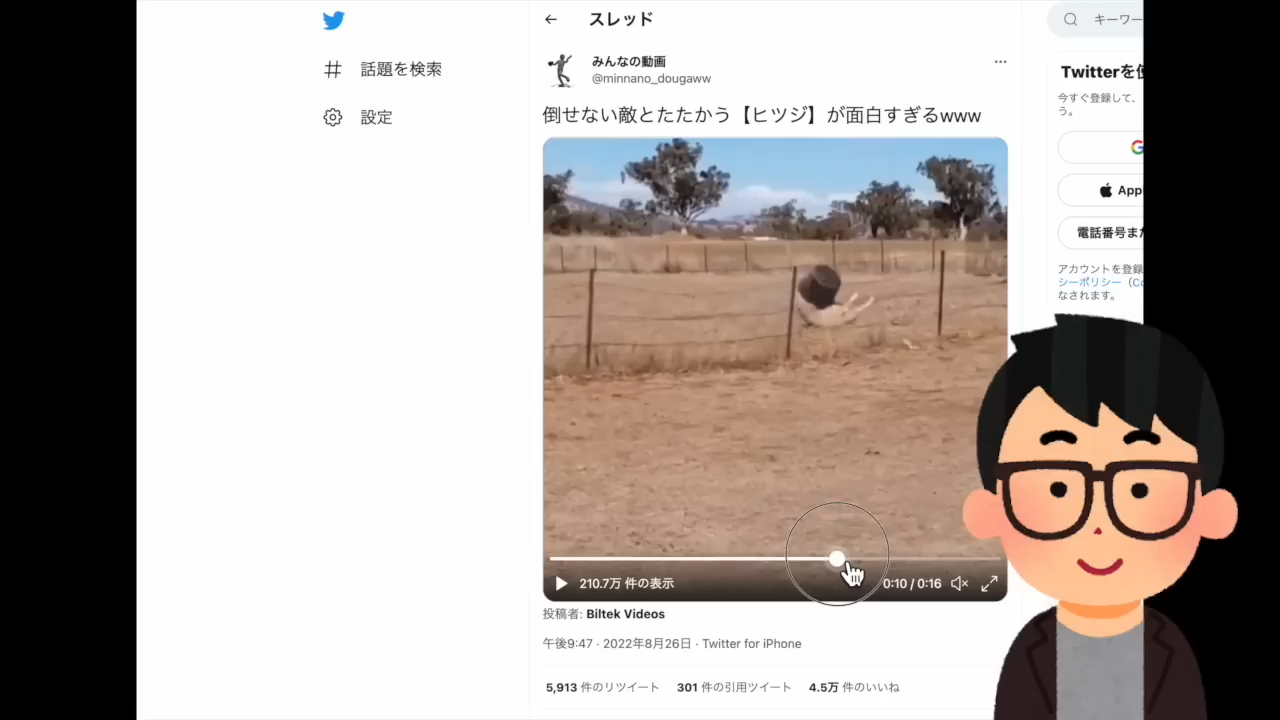 スレッド
キーワー
みんなの動画
@minnano_dougaww
話題を検索
設定
倒せない敵とたたかう【ヒツジ】が面白すぎるwww
Twitterを使
今すぐ登録して、
う。
Appl
電話番号また
アカウントを登録
シーポリシー（Co
なされます。
210.7万 件の表示
0:10 / 0:16
投稿者: Biltek Videos
午後9:47 · 2022年8月26日 · Twitter for iPhone
5,913 件のリツイート 301 件の引用ツイート 4.5万 件のいいね